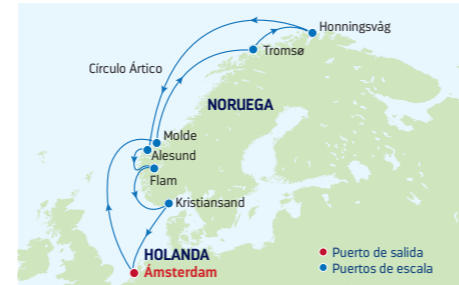 Honningsvåg
Tromsø
Círculo Ártico
NORUEGA
Molde
Alesund
Flam
Kristiansand
HOLANDA
Ámsterdam
Puerto de salida
Puertos de escala